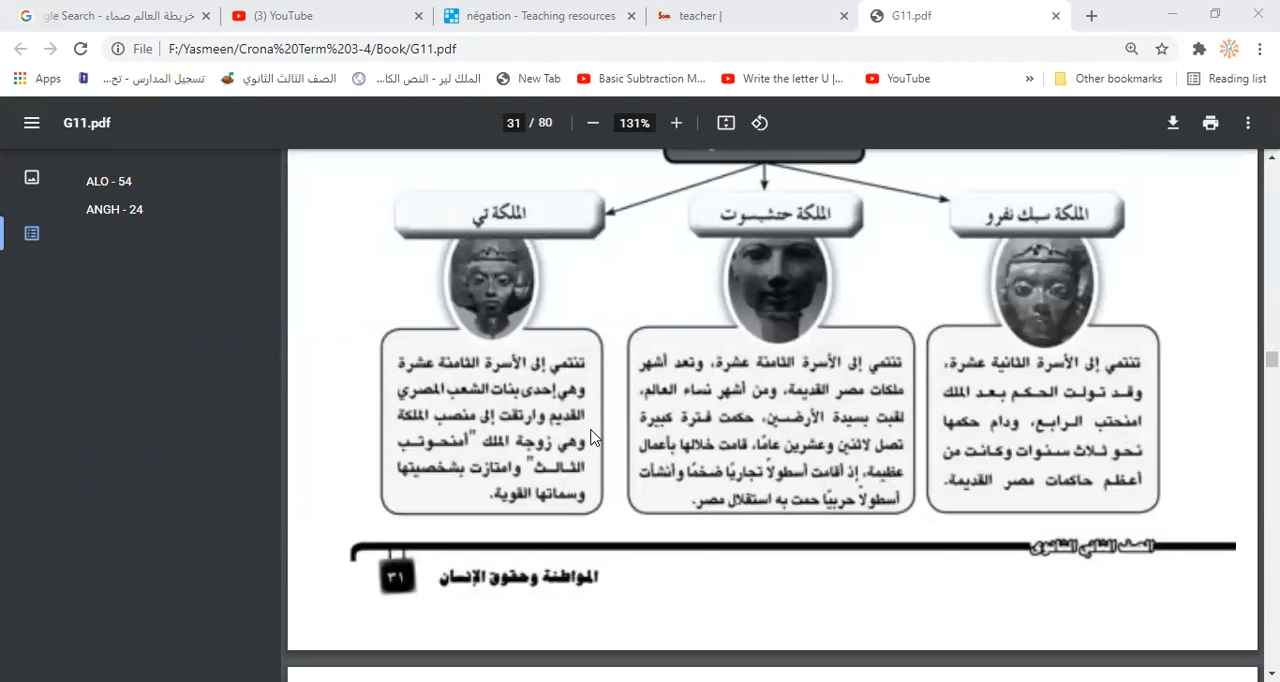 خريطة العالم صماء - gle Search
(3) YouTube
négation - Teaching resources
Som teacher |
G11.pdf
File | F:/Yasmeen/Crona%20Term%203-4/Book/G11.pdf
Apps
تسجيل المدارس - تج...
الصف الثالث الثانوي
الملك لير - النص الكا...
New Tab
Basic Subtraction M...
Write the letter U |...
YouTube
»
Other bookmarks
Reading list
G11.pdf
31 / 80
131%
ALO - 54
ANGH - 24
الملكة سبك نفرو
تنتمي إلى الأسرة الثانية عشرة،
وقد تولت الحكم بعد الملك
امنحتب الرابع، ودام حكمها
نحو ثلاث سنوات وكانت من
أعظم حاكمات مصر القديمة.
الملكة حتشبسوت
تنتمي إلى الأسرة الثامنة عشرة، وتعد أشهر
ملكات مصر القديمة، ومن أشهر نساء العالم،
لقبت بسيدة الأرضين، حكمت فترة كبيرة
تصل لاثنين وعشرين عامًا، قامت خلالها بأعمال
عظيمة، إذ أقامت أسطولاً تجاريًا ضخمًا وأنشأت
أسطولاً حربيًا حمت به استقلال مصر.
الملكة تي
تنتمي إلى الأسرة الثامنة عشرة
وهي إحدى بنات الشعب المصري
القديم وارتقت إلى منصب الملكة
وهي زوجة الملك "أمنحوتب
الثالث" وامتازت بشخصيتها
وسماتها القوية.
الصف الثاني الثانوى
المواطنة وحقوق الإنسان
٣١